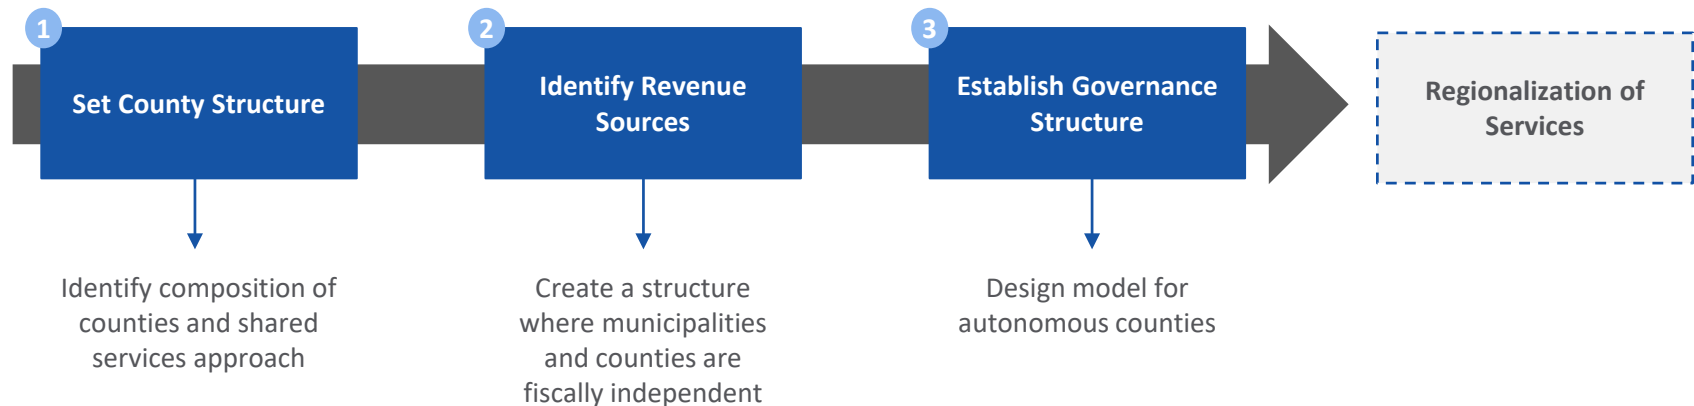 1
Set County Structure
2
Identify Revenue
Sources
3
Establish Governance
Structure
Regionalization of
Services
Identify composition of
counties and shared
services approach
Create a structure
where municipalities
and counties are
fiscally independent
Design model for
autonomous counties